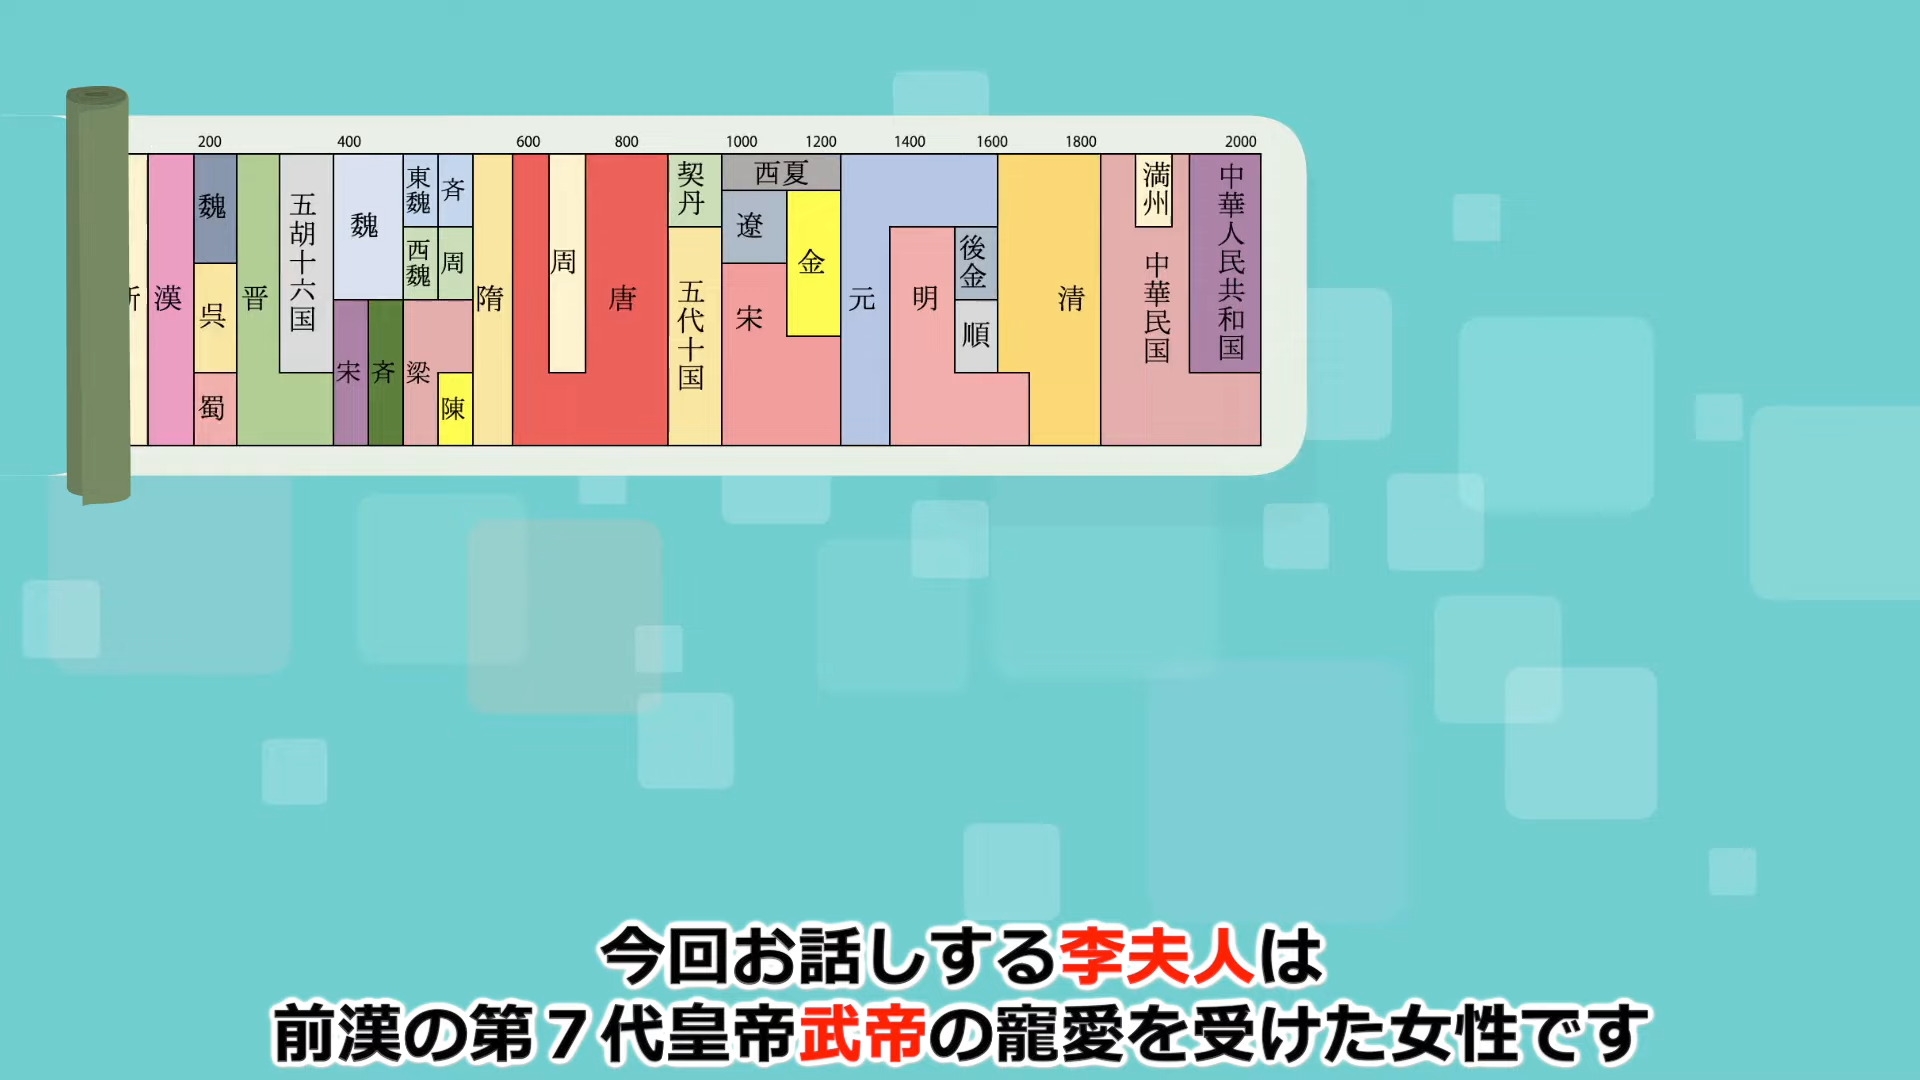 200 400 600 800 1000 1200 1400 1600 1800 2000
漢
魏
呉
蜀
晋
五胡十六国
魏
宋
斉
東魏
西魏
斉
周
梁
陳
隋
周
唐
契丹
五代十国
西夏
遼
金
宋
元
明
後金
順
清
満州
中華民国
中華人民共和国
今回お話しする李夫人は
前漢の第7代皇帝武帝の寵愛を受けた女性です